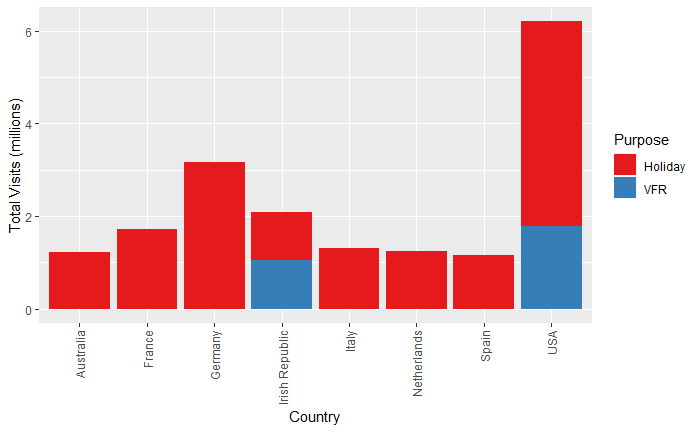 Total Visits (millions)
6
4
2
0
Australia
France
Germany
Irish Republic
Italy
Netherlands
Spain
USA
Country
Purpose
Holiday
VFR